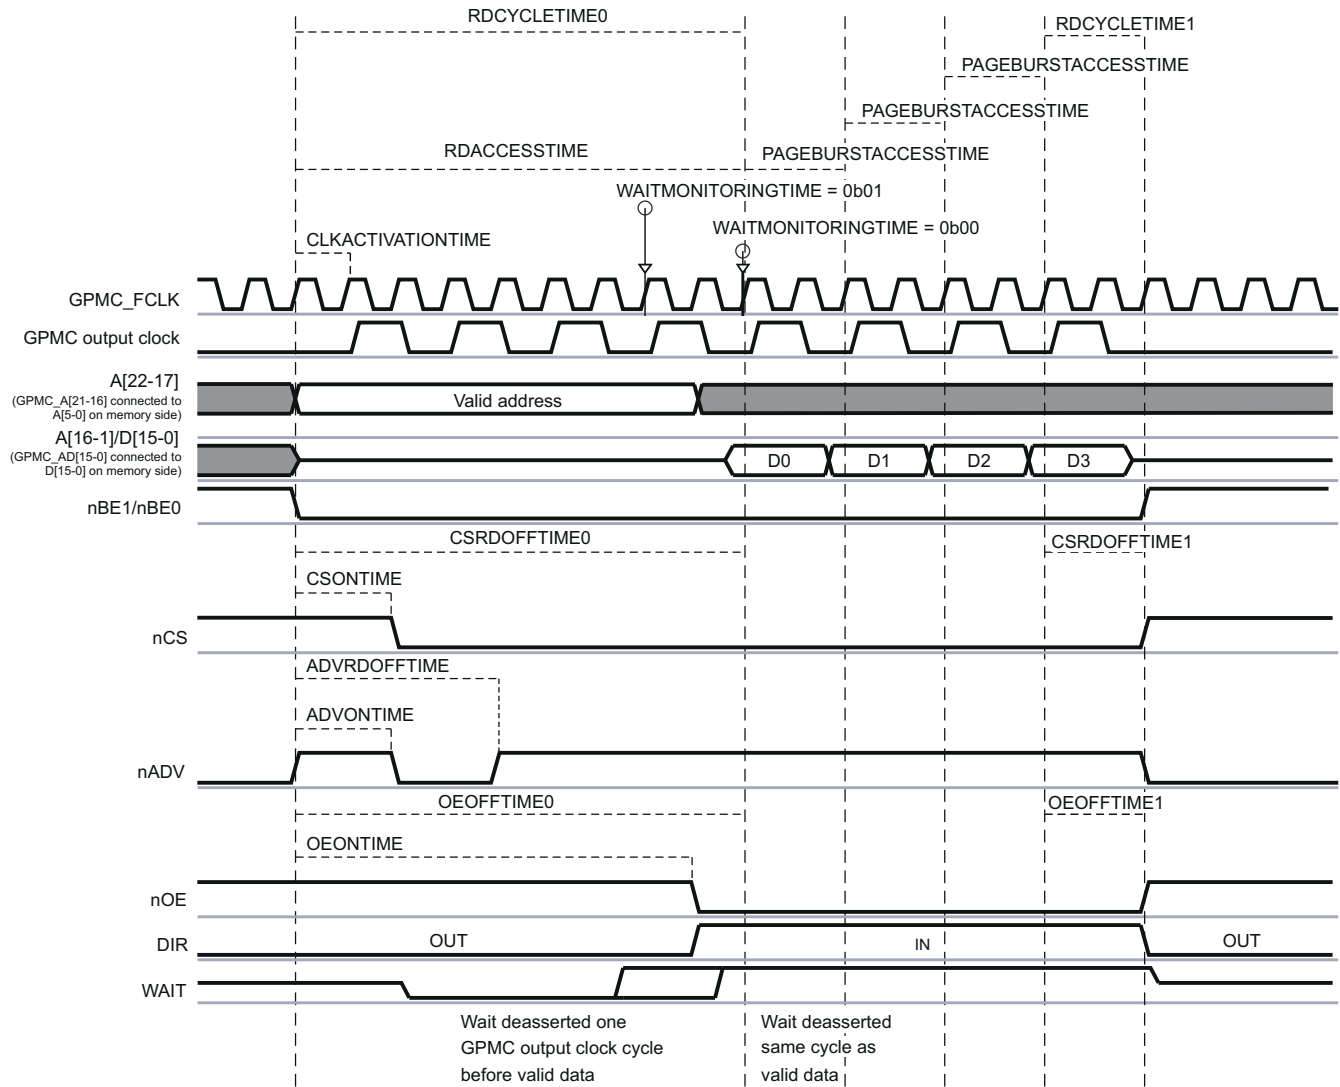 RDCYCLETIME0
RDCYCLETIME1
PAGEBURSTACCESSTIME
PAGEBURSTACCESSTIME
RDACCESSTIME
PAGEBURSTACCESSTIME
WAITMONITORINGTIME = 0b01
WAITMONITORINGTIME = 0b00
CLKACTIVATIONTIME
GPMC_FCLK
GPMC output clock
A[22-17]
(GPMC_A[21-16] connected to
A[5-0] on memory side)
Valid address
A[16-1]/D[15-0]
(GPMC_AD[15-0] connected to
D[15-0] on memory side)
D0
D1
D2
D3
nBE1/nBE0
CSRDOFFTIME0
CSRDOFFTIME1
CSONTIME
nCS
ADVRDOFFTIME
ADVONTIME
nADV
OEOFFTIME0
OEOFFTIME1
OEONTIME
nOE
DIR
OUT
IN
OUT
WAIT
Wait deasserted one
GPMC output clock cycle
before valid data
Wait deasserted
same cycle as
valid data